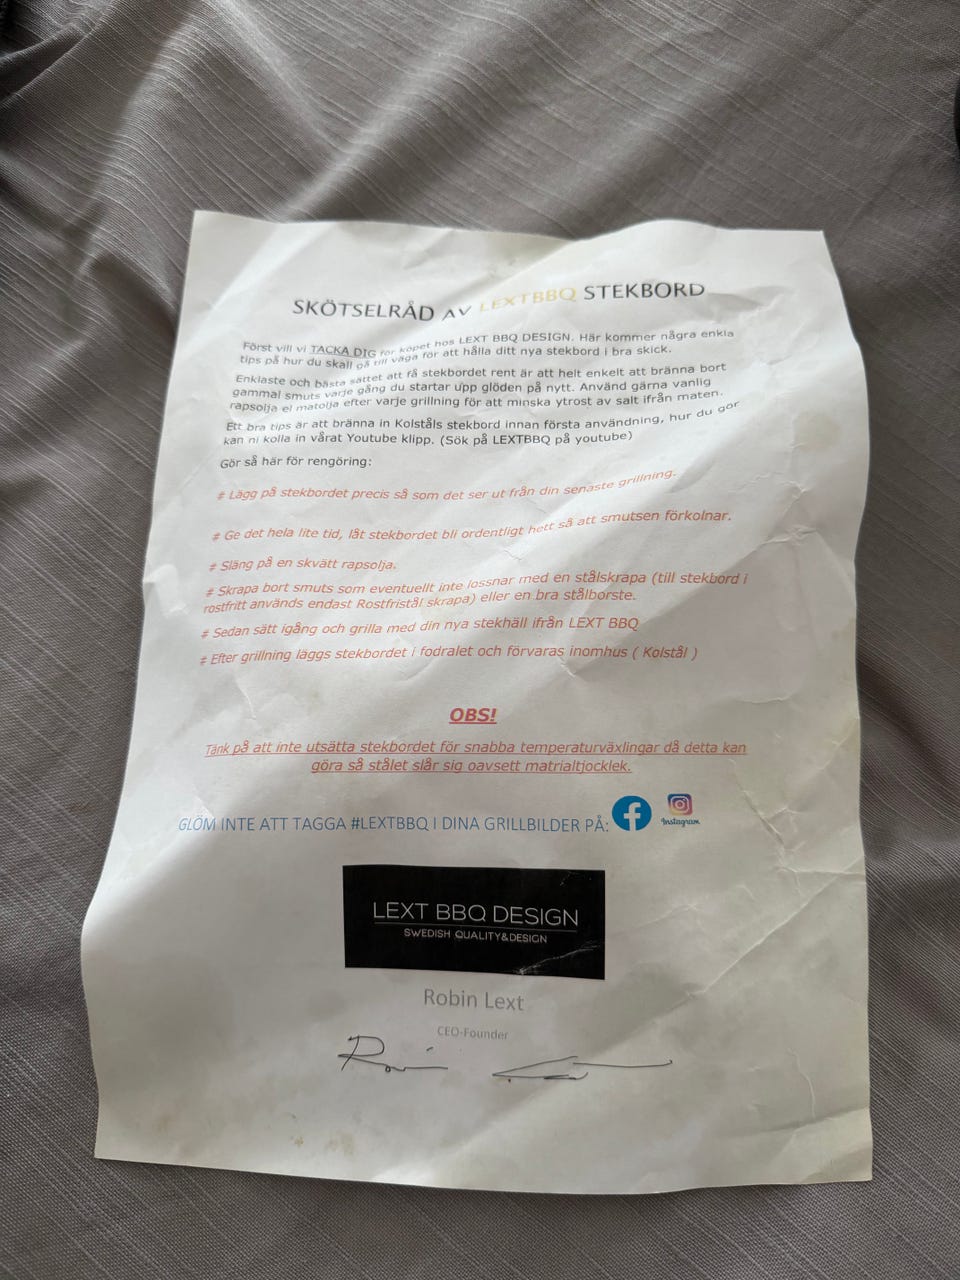 SKÖTSELRÅD AV LEXTBBQ STEKBORD
Först vill vi TACKA DIG för köpet hos LEXT BBQ DESIGN. Här kommer några enkla
tips på hur du skall gå till väga för att hålla ditt nya stekbord i bra skick.
Enklaste och bästa sättet att få stekbordet rent är att helt enkelt att bränna bort
gammal smuts varje gång du startar upp glöden på nytt. Använd gärna vanlig
rapsolja ej matolja efter varje grillning för att minska ytrost av salt ifrån maten.
Ett bra tips är att bränna in Kolståls stekbord innan första användning, hur du gör
kan ni kolla in vårat Youtube klipp. (Sök på LEXTBBQ på youtube)
Gör så här för rengöring:
# Lägg på stekbordet precis så som det ser ut från din senaste grillning.
# Ge det hela lite tid, låt stekbordet bli ordentligt hett så att smutsen förkolnar.
# Släng på en skvätt rapsolja.
# Skrapa bort smuts som eventuellt inte lossnar med en stålskrapa (till stekbord i
rostfritt används endast Rostfristål skrapa) eller en bra stålborste.
# Sedan sätt igång och grilla med din nya stekhäll ifrån LEXT BBQ
# Efter grillning läggs stekbordet i fodralet och förvaras inomhus ( Kolstål )
OBS!
Tänk på att inte utsätta stekbordet för snabba temperaturväxlingar då detta kan
göra så stålet slår sig oavsett matrialtjocklek.
GLÖM INTE ATT TAGGA #LEXTBBQ I DINA GRILLBILDER PÅ:
Instagram
LEXT BBQ DESIGN
SWEDISH QUALITY&DESIGN
Robin Lext
CEO-Founder